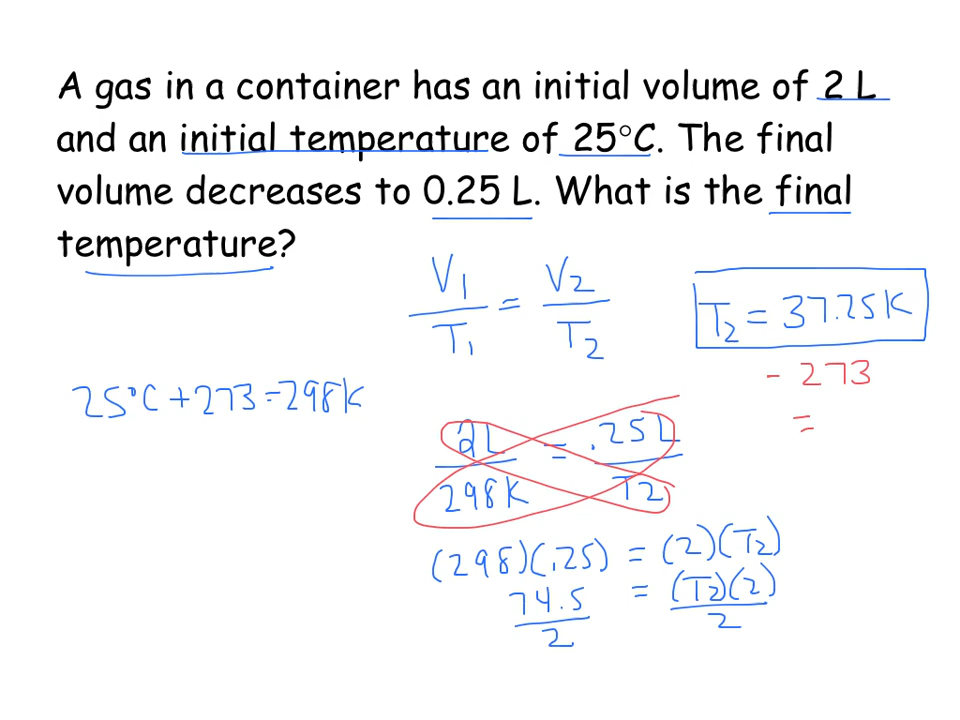 A gas in a container has an initial volume of 2 L
and an initial temperature of 25°C. The final
volume decreases to 0.25 L. What is the final
temperature?
V1/T1 = V2/T2
T2 = 37.25K
- 273
=
25°C + 273 = 298K
2L/298K = .25L/T2
(298)(.25) = (2)(T2)
74.5/2 = (T2)(2)/2